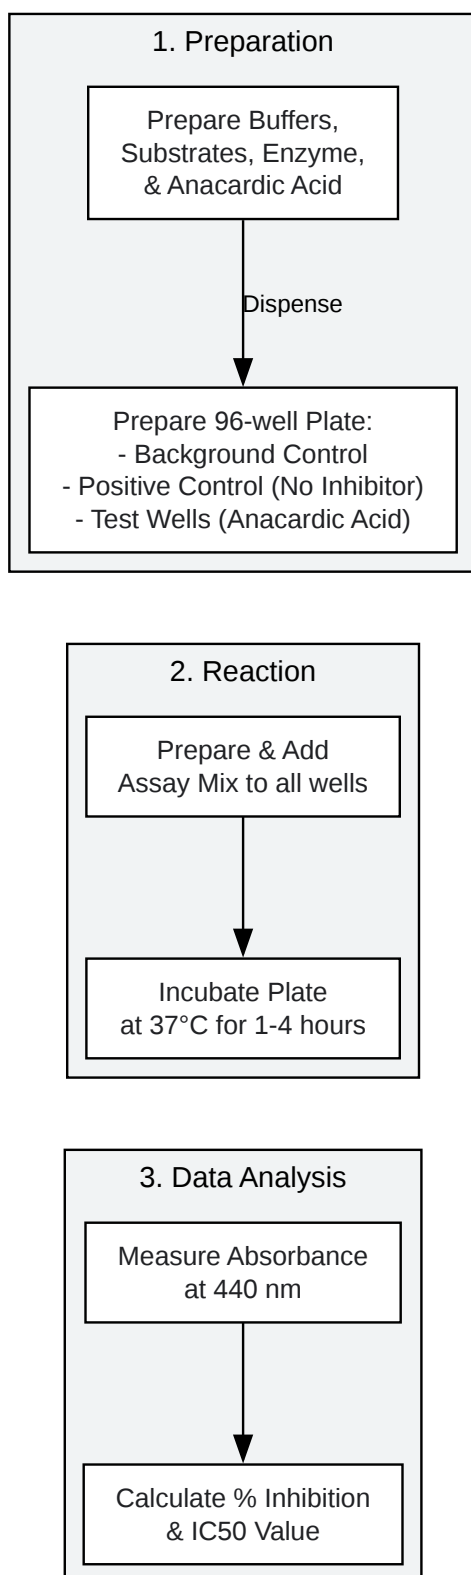 1. Preparation
Prepare Buffers,
Substrates, Enzyme,
& Anacardic Acid
Dispense
Prepare 96-well Plate:
- Background Control
- Positive Control (No Inhibitor)
- Test Wells (Anacardic Acid)
2. Reaction
Prepare & Add
Assay Mix to all wells
Incubate Plate
at 37°C for 1-4 hours
3. Data Analysis
Measure Absorbance
at 440 nm
Calculate % Inhibition
& IC50 Value